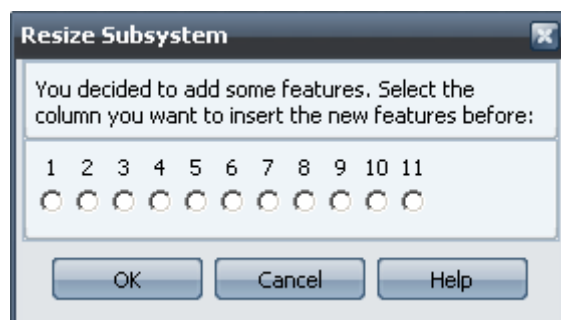 Resize Subsystem
You decided to add some features. Select the
column you want to insert the new features before:
1 2 3 4 5 6 7 8 9 10 11
OK Cancel Help